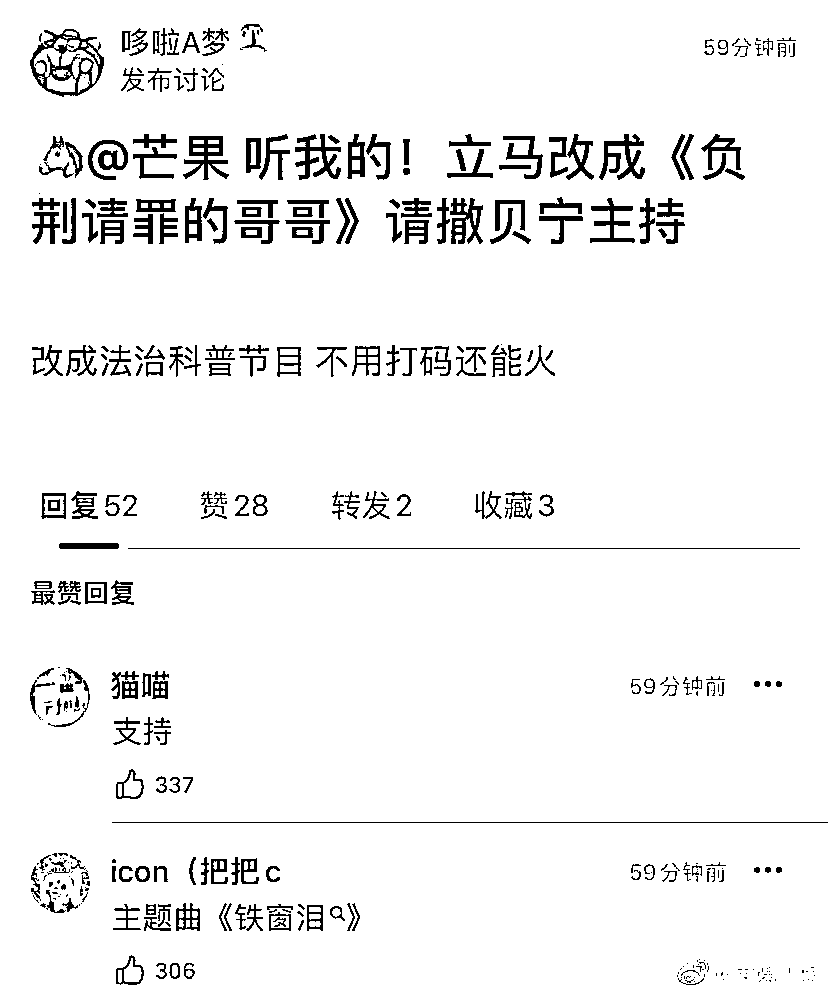 哆啦A梦
59分钟前
发布讨论
@芒果 听我的！立马改成《负
荆请罪的哥哥》请撒贝宁主持
改成法治科普节目 不用打码还能火
回复52 赞28 转发2 收藏3
最赞回复
猫喵
59分钟前
支持
337
icon（把把c
59分钟前
主题曲《铁窗泪》
306